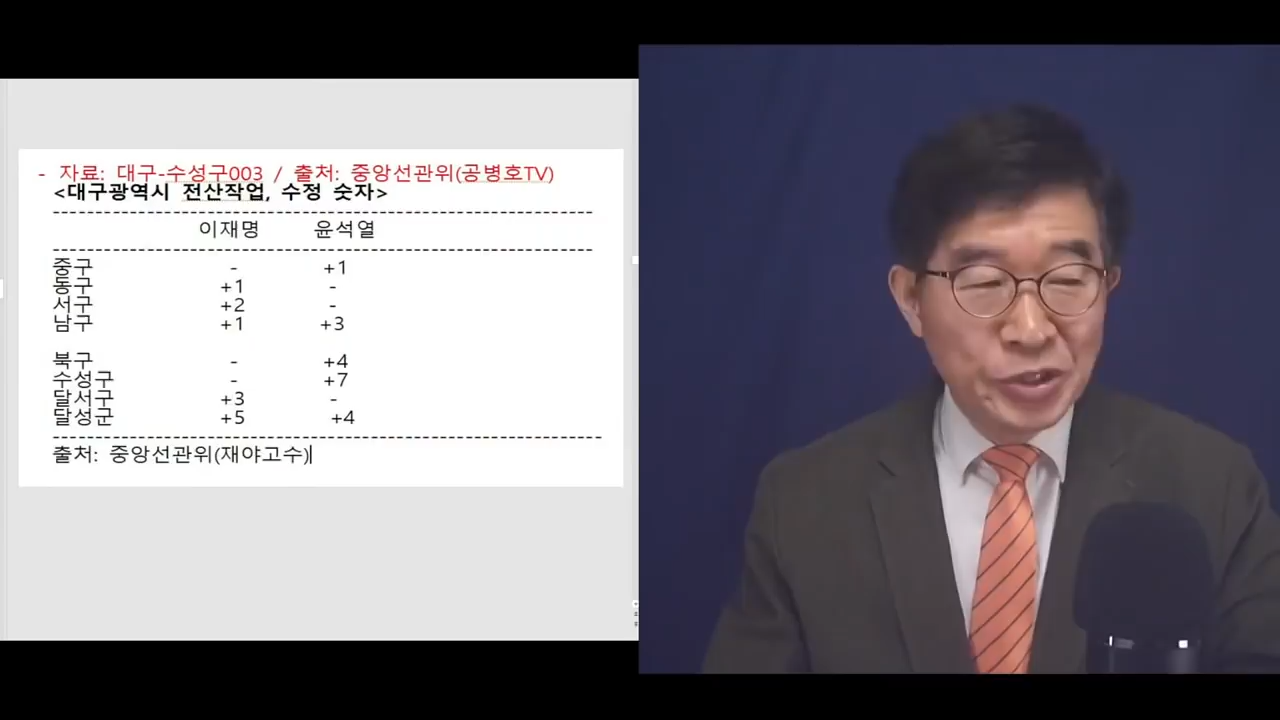 - 자료: 대구-수성구003 / 출처: 중앙선관위(공병호TV)
<대구광역시 전산작업, 수정 숫자>
-----------------------------------------------------------------------------
이재명 윤석열
-----------------------------------------------------------------------------
중구 - +1
동구 +1 -
서구 +2 -
남구 +1 +3
북구 - +4
수성구 - +7
달서구 +3 -
달성군 +5 +4
------------------------------------------------------------------------------
출처: 중앙선관위(재야고수)